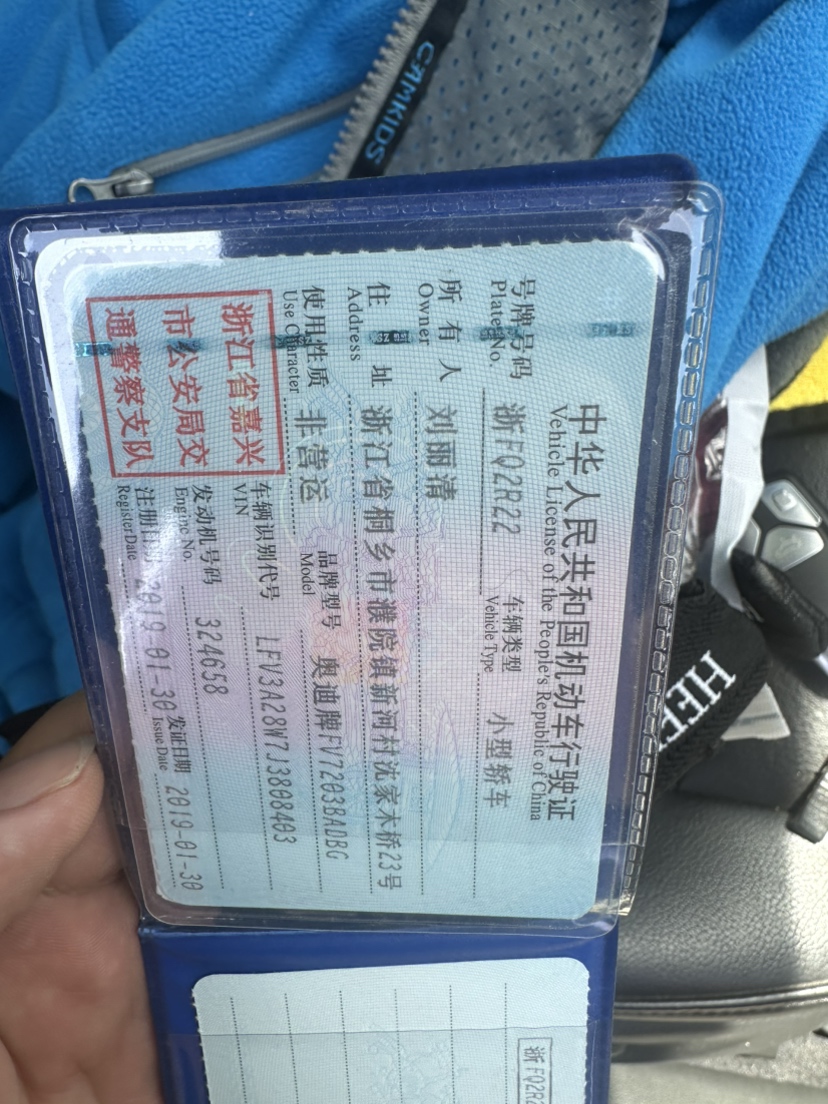 CAMKIDS
中华人民共和国机动车行驶证
Vehicle License of the People's Republic of China
号牌号码 浙FQ2R22 车辆类型 小型轿车
Plate No. Vehicle Type
所有人 刘丽清
Owner
住址 浙江省桐乡市濮院镇新河村沈家木桥23号
Address
使用性质 非营运 品牌型号 奥迪牌FV7203BADBG
Use Character Model
浙江省嘉兴
市公安局交
通警察支队
车辆识别代号 LFV3A28W7J3808403
VIN
发动机号码 324658
Engine No.
注册日期 2019-01-30 发证日期 2019-01-30
Register Date Issue Date
浙FQ2R2